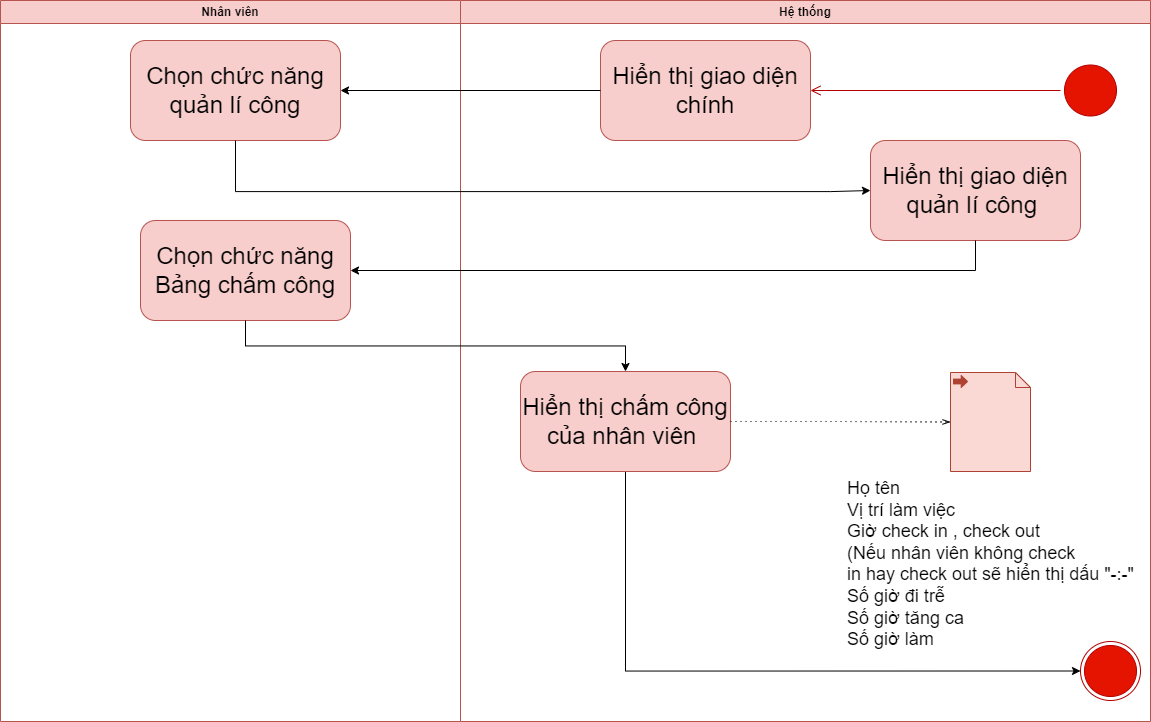 Nhân viên
Hệ thống
Chọn chức năng
quản lí công
Hiển thị giao diện
chính
Hiển thị giao diện
quản lí công
Chọn chức năng
Bảng chấm công
Hiển thị chấm công
của nhân viên
Họ tên
Vị trí làm việc
Giờ check in , check out
(Nếu nhân viên không check
in hay check out sẽ hiển thị dấu "-:-"
Số giờ đi trễ
Số giờ tăng ca
Số giờ làm